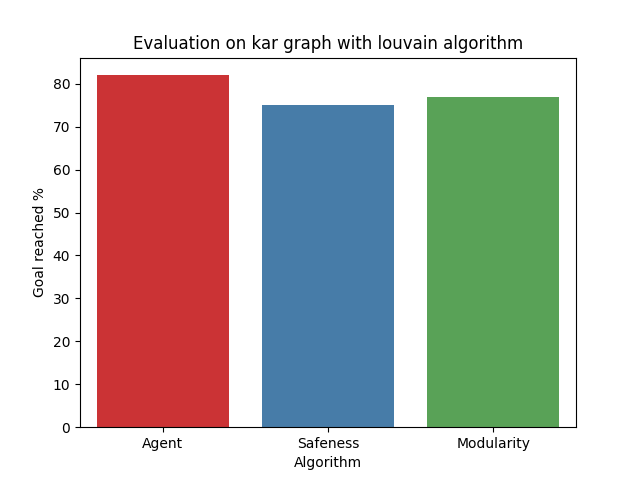 Evaluation on kar graph with louvain algorithm
Goal reached %
80
70
60
50
40
30
20
10
0
Agent Safeness Modularity
Algorithm